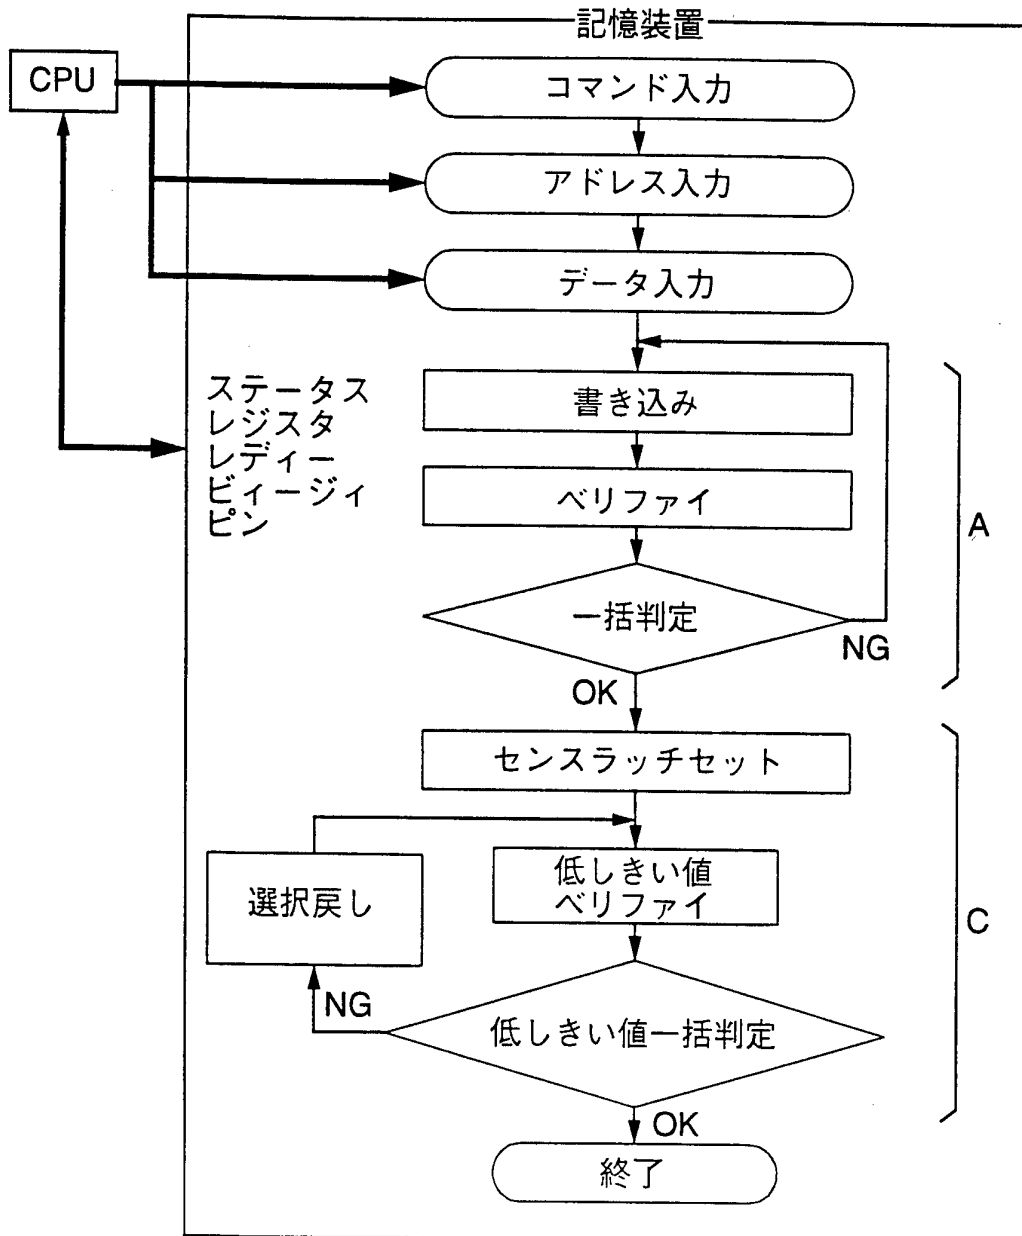 記憶装置
CPU
コマンド入力
アドレス入力
データ入力
ステータス
レジスタ
レディー
ビィージィ
ピン
書き込み
ベリファイ
A
一括判定
NG
OK
センスラッチセット
選択戻し
低しきい値
ベリファイ
C
NG
低しきい値一括判定
OK
終了